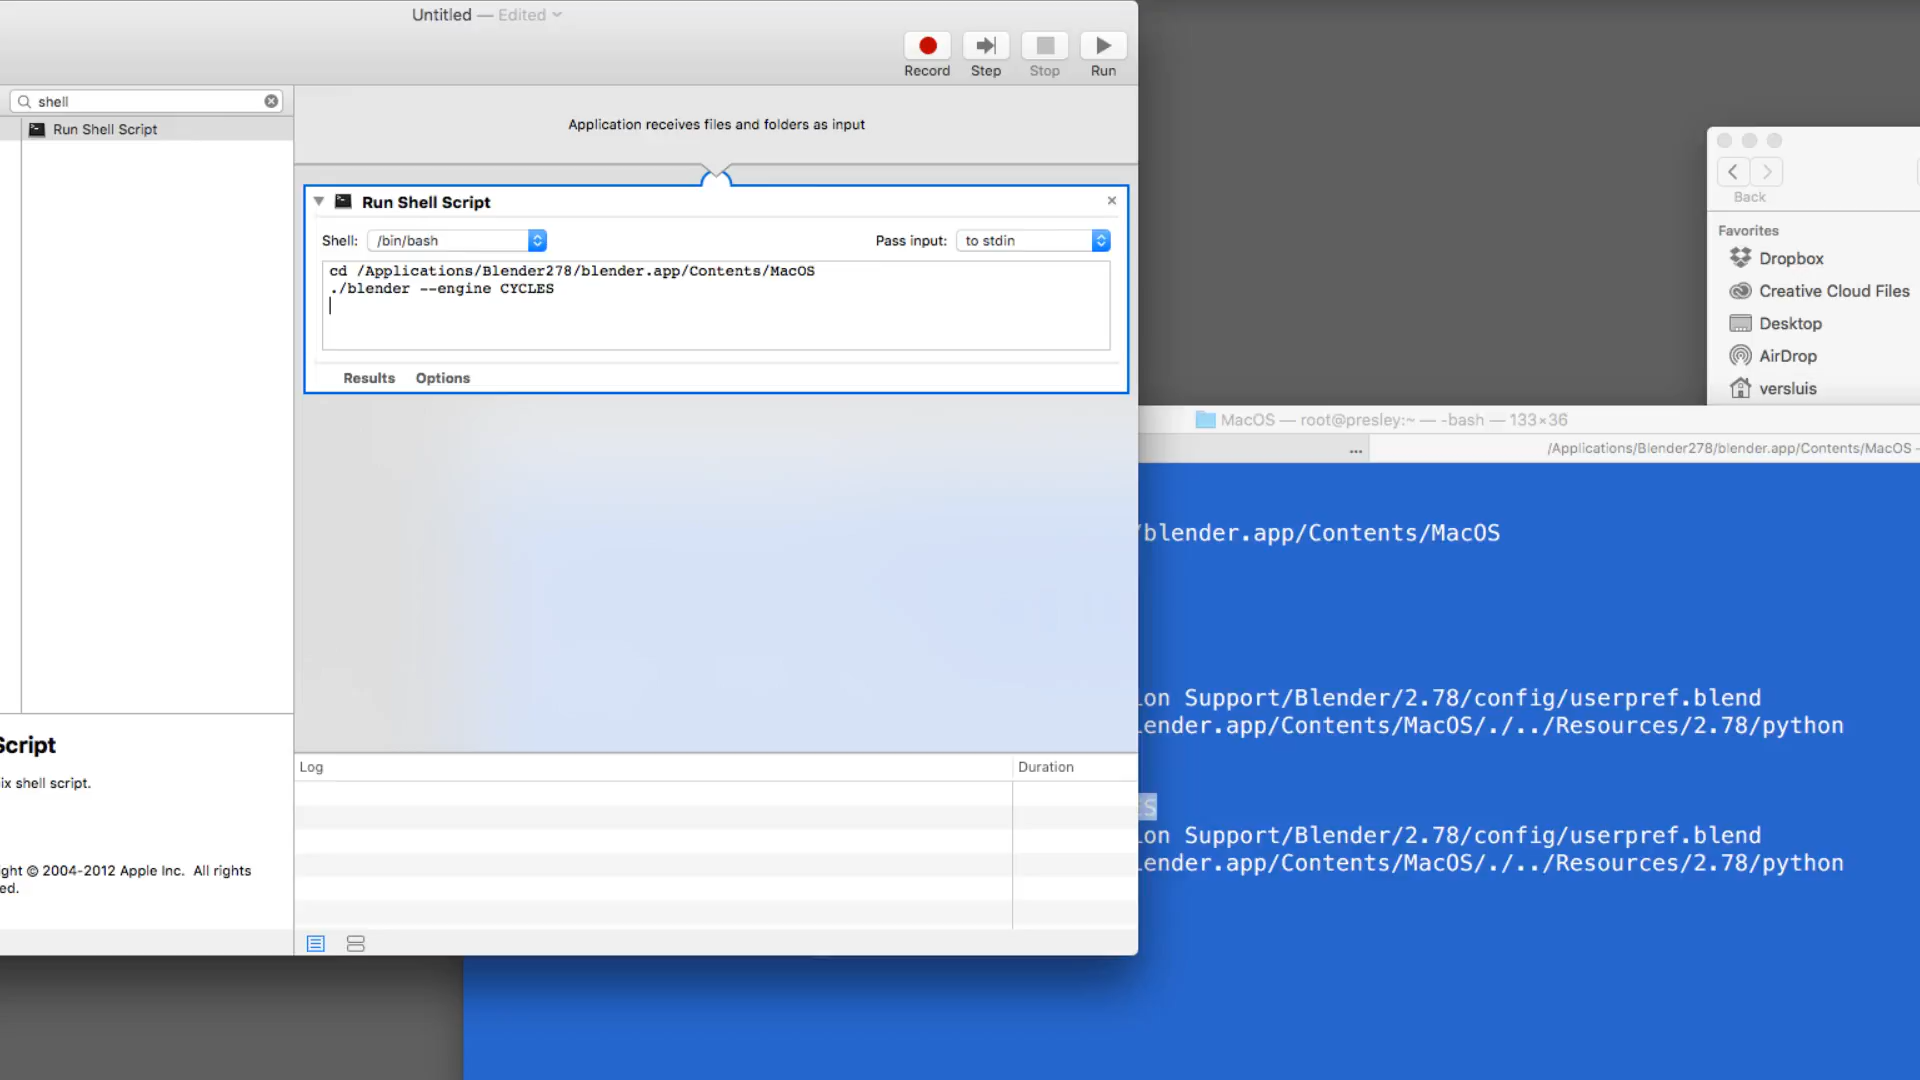 Untitled — Edited
Record Step Stop Run
shell
Run Shell Script
Application receives files and folders as input
Run Shell Script
Shell: /bin/bash
Pass input: to stdin
cd /Applications/Blender278/blender.app/Contents/MacOS
./blender --engine CYCLES
Results Options
Script
ix shell script.
ght © 2004-2012 Apple Inc. All rights
ed.
Log Duration
Back
Favorites
Dropbox
Creative Cloud Files
Desktop
AirDrop
versluis
MacOS — root@presley:~ — -bash — 133×36
... /Applications/Blender278/blender.app/Contents/MacOS -
/blender.app/Contents/MacOS
ion Support/Blender/2.78/config/userpref.blend
lender.app/Contents/MacOS/./../Resources/2.78/python
ES
ion Support/Blender/2.78/config/userpref.blend
lender.app/Contents/MacOS/./../Resources/2.78/python